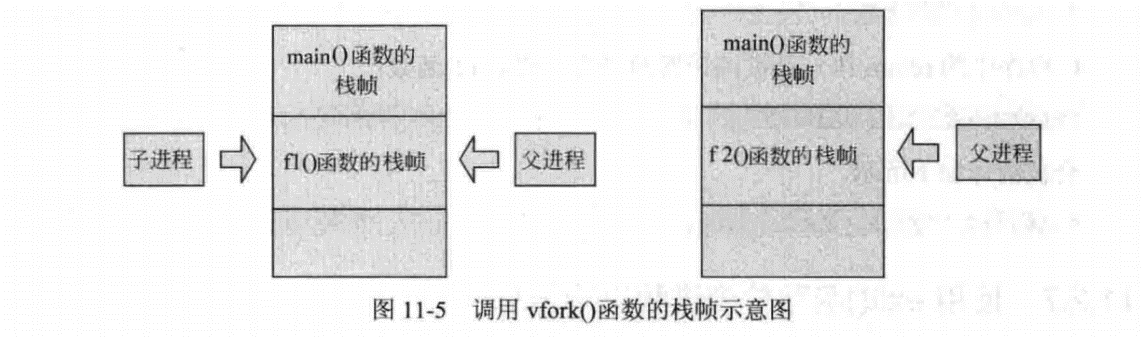 main()函数的
栈帧
子进程
f1()函数的栈帧
父进程
main()函数的
栈帧
f 2()函数的栈帧
父进程
图 11-5 调用 vfork()函数的栈帧示意图